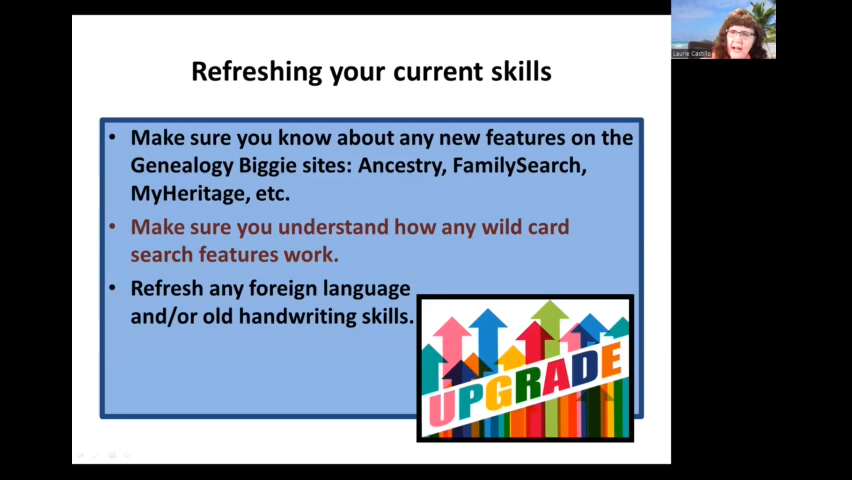 Laurie Castillo
Refreshing your current skills
• Make sure you know about any new features on the
Genealogy Biggie sites: Ancestry, FamilySearch,
MyHeritage, etc.
• Make sure you understand how any wild card
search features work.
• Refresh any foreign language
and/or old handwriting skills.
UPGRADE